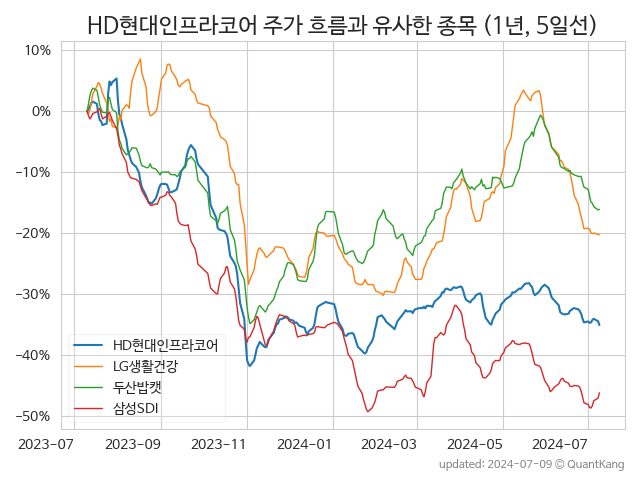 HD현대인프라코어 주가 흐름과 유사한 종목 (1년, 5일선)
10%
0%
−10%
−20%
−30%
−40%
−50%
HD현대인프라코어
LG생활건강
두산밥캣
삼성SDI
2023-07 2023-09 2023-11 2024-01 2024-03 2024-05 2024-07
updated: 2024-07-09 © QuantKang